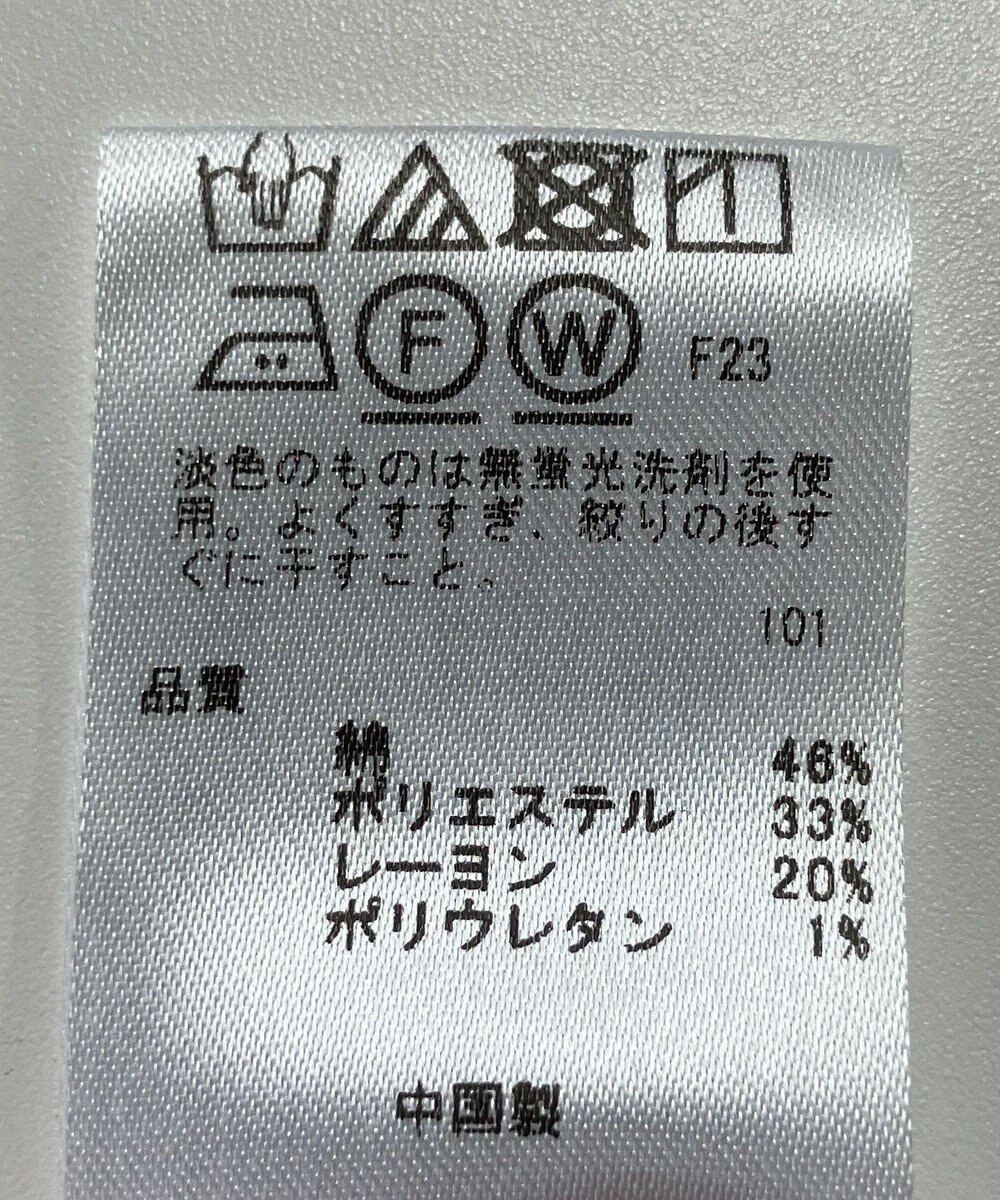 F W F23
淡色のものは無蛍光洗剤を使
用。よくすすぎ、絞りの後す
ぐに干すこと。
101
品質
綿 46%
ポリエステル 33%
レーヨン 20%
ポリウレタン 1%
中国製